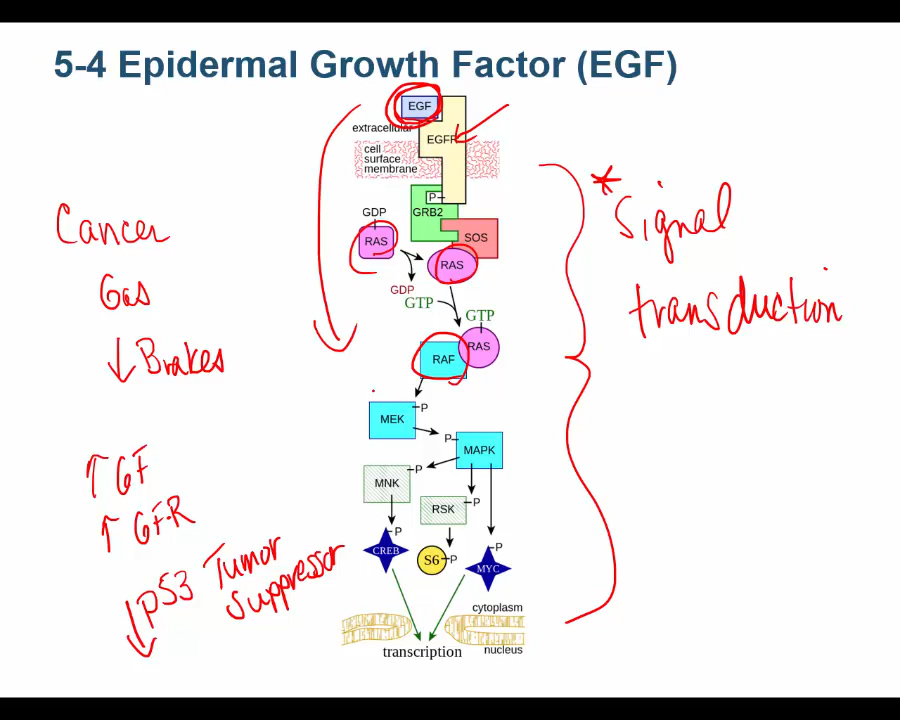 5-4 Epidermal Growth Factor (EGF)
EGF
extracellular
EGFR
cell
surface
membrane
P
GRB2
SOS
GDP
RAS
RAS
GDP
GTP
GTP
RAS
RAF
P
MEK
P
MAPK
P
MNK
P
RSK
P
CREB
P
S6
P
MYC
cytoplasm
nucleus
transcription
Cancer
Gas
↓ Brakes
↑ GF
↑ GF-R
↓ p53 Tumor
suppressor
* Signal
transduction